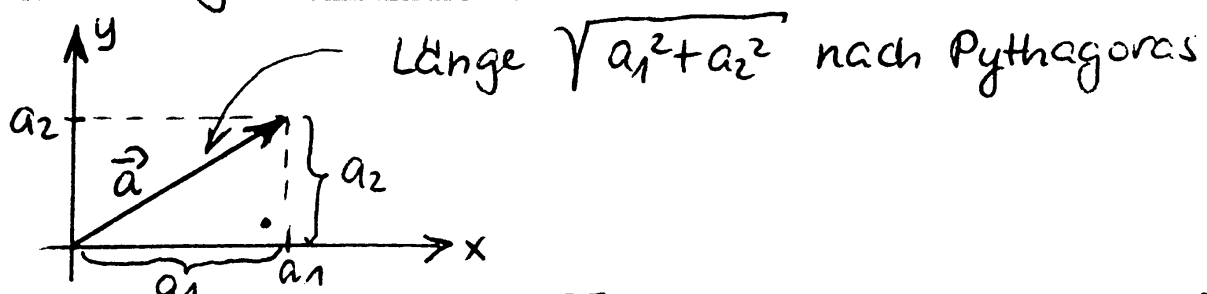 y
Länge √(a₁²+a₂²) nach Pythagoras
a₂
a⃗
a₂
x
a₁
a₁